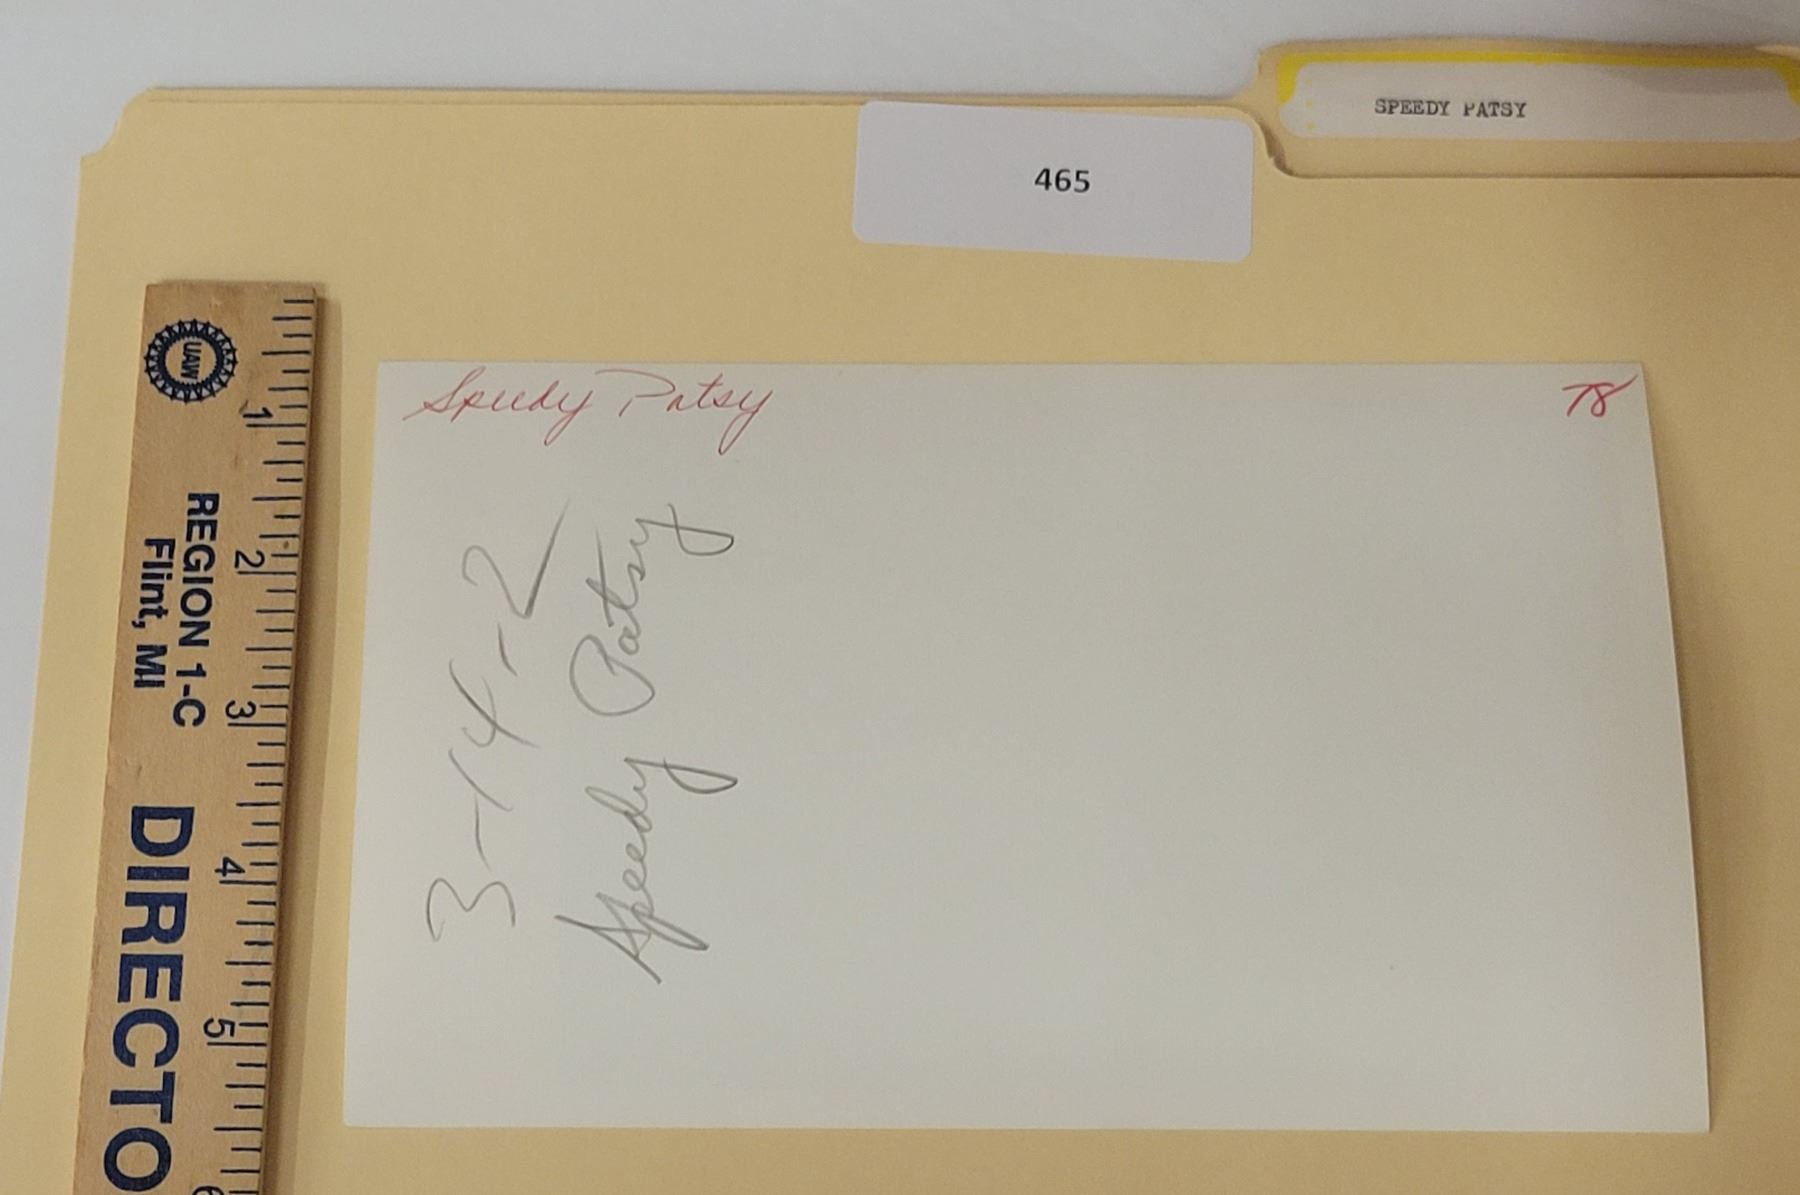 SPEEDY PATSY
465
Speedy Patsy
78
3-14-2
Speedy Patsy
UAW
REGION 1-C
Flint, MI
DIRECTO
1
2
3
4
5
6